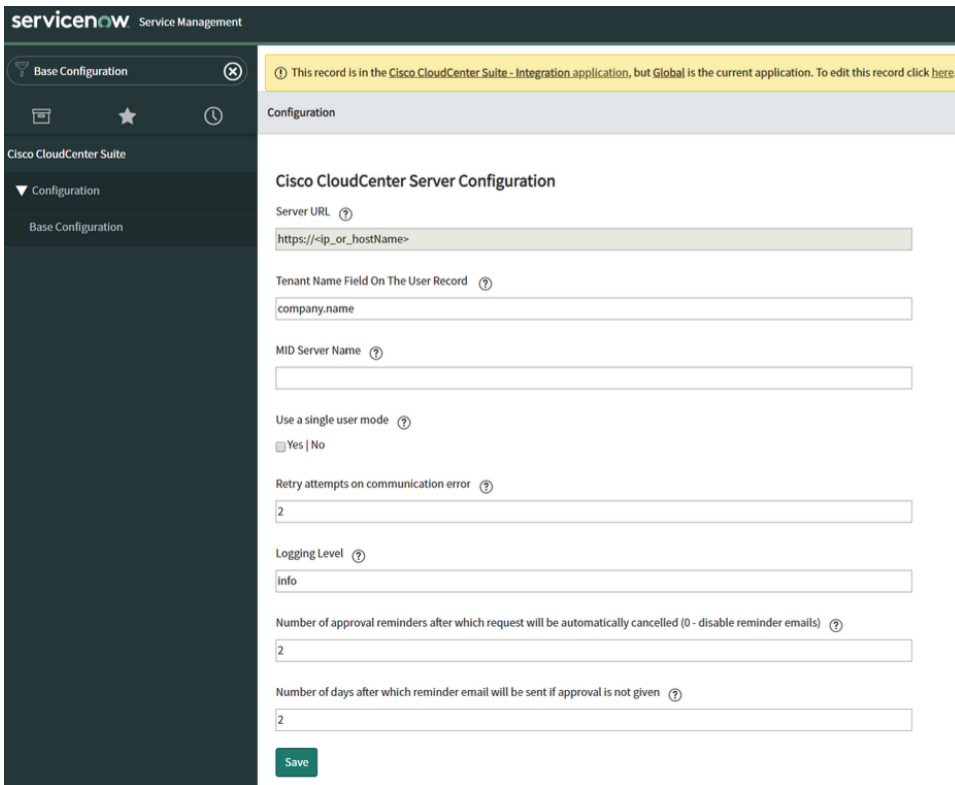 servicenow. Service Management
Base Configuration
This record is in the Cisco CloudCenter Suite - Integration application, but Global is the current application. To edit this record click here.
Configuration
Cisco CloudCenter Suite
Configuration
Base Configuration
Cisco CloudCenter Server Configuration
Server URL
https://<ip_or_hostName>
Tenant Name Field On The User Record
company.name
MID Server Name
Use a single user mode
Yes | No
Retry attempts on communication error
2
Logging Level
info
Number of approval reminders after which request will be automatically cancelled (0 - disable reminder emails)
2
Number of days after which reminder email will be sent if approval is not given
2
Save